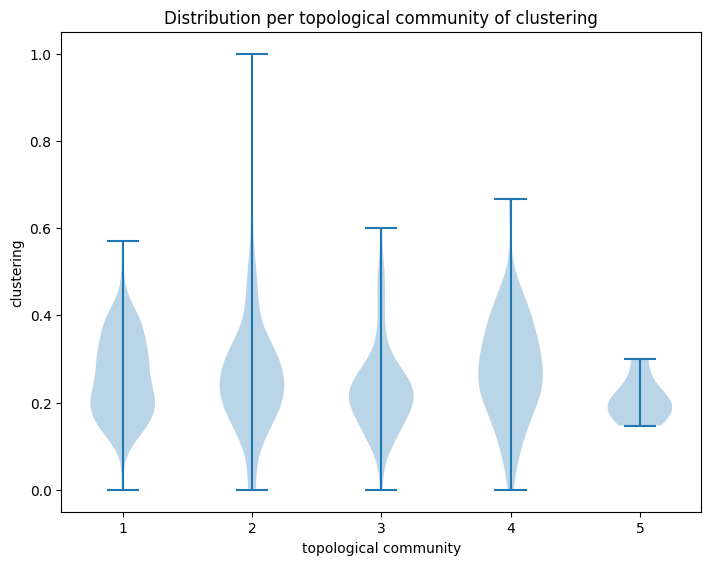 Distribution per topological community of clustering
1.0
0.8
0.6
0.4
0.2
0.0
clustering
1 2 3 4 5
topological community